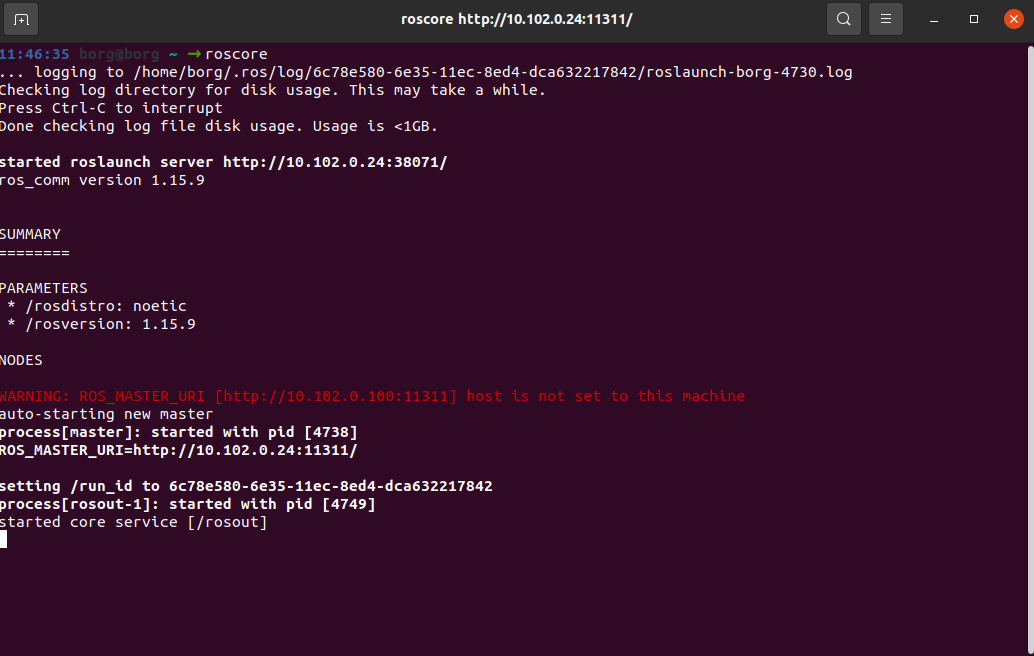 roscore http://10.102.0.24:11311/
11:46:35 borg@borg ~ →roscore
... logging to /home/borg/.ros/log/6c78e580-6e35-11ec-8ed4-dca632217842/roslaunch-borg-4730.log
Checking log directory for disk usage. This may take a while.
Press Ctrl-C to interrupt
Done checking log file disk usage. Usage is <1GB.
started roslaunch server http://10.102.0.24:38071/
ros_comm version 1.15.9
SUMMARY
========
PARAMETERS
* /rosdistro: noetic
* /rosversion: 1.15.9
NODES
WARNING: ROS_MASTER_URI [http://10.102.0.100:11311] host is not set to this machine
auto-starting new master
process[master]: started with pid [4738]
ROS_MASTER_URI=http://10.102.0.24:11311/
setting /run_id to 6c78e580-6e35-11ec-8ed4-dca632217842
process[rosout-1]: started with pid [4749]
started core service [/rosout]